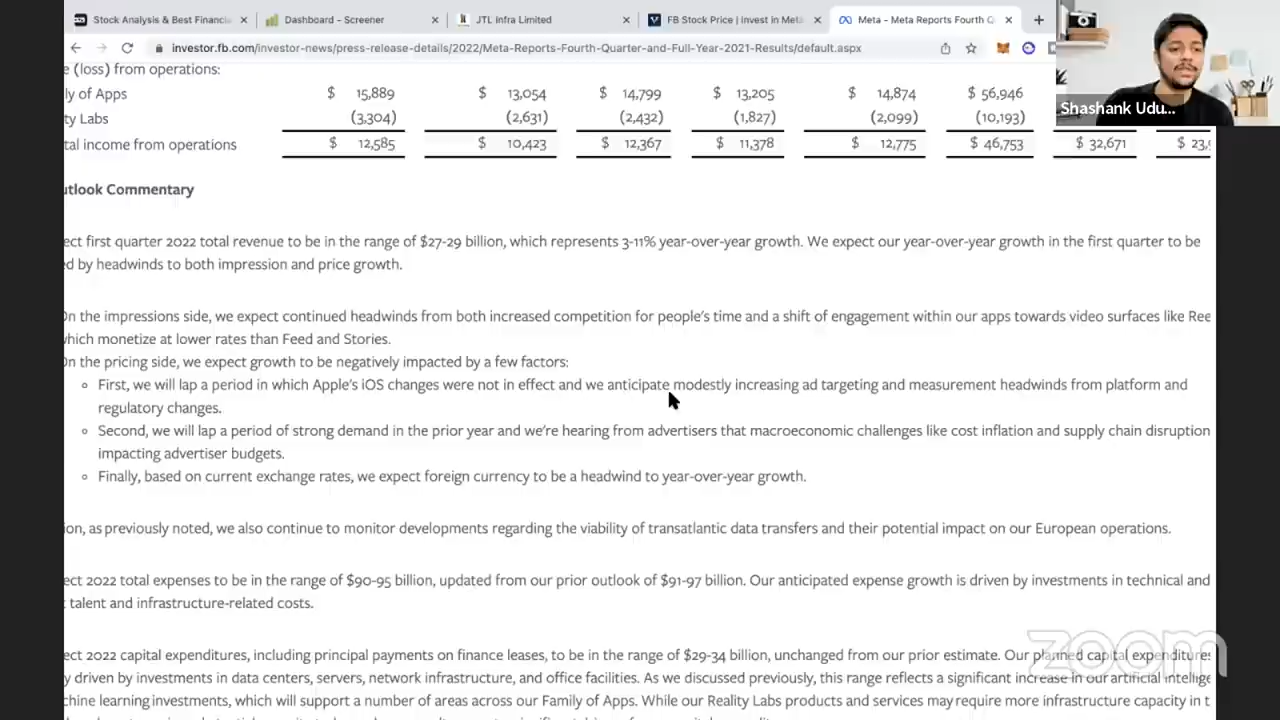 Stock Analysis & Best Financia
Dashboard - Screener
JTL Infra Limited
FB Stock Price | Invest in Meta
Meta - Meta Reports Fourth Q
investor.fb.com/investor-news/press-release-details/2022/Meta-Reports-Fourth-Quarter-and-Full-Year-2021-Results/default.aspx
Shashank Udu...
e (loss) from operations:
ly of Apps $ 15,889 $ 13,054 $ 14,799 $ 13,205 $ 14,874 $ 56,946
ty Labs (3,304) (2,631) (2,432) (1,827) (2,099) (10,193)
tal income from operations $ 12,585 $ 10,423 $ 12,367 $ 11,378 $ 12,775 $ 46,753 $ 32,671 $ 23,9
utlook Commentary
ect first quarter 2022 total revenue to be in the range of $27-29 billion, which represents 3-11% year-over-year growth. We expect our year-over-year growth in the first quarter to be
ed by headwinds to both impression and price growth.
On the impressions side, we expect continued headwinds from both increased competition for people's time and a shift of engagement within our apps towards video surfaces like Ree
which monetize at lower rates than Feed and Stories.
On the pricing side, we expect growth to be negatively impacted by a few factors:
First, we will lap a period in which Apple's iOS changes were not in effect and we anticipate modestly increasing ad targeting and measurement headwinds from platform and
regulatory changes.
Second, we will lap a period of strong demand in the prior year and we're hearing from advertisers that macroeconomic challenges like cost inflation and supply chain disruption
impacting advertiser budgets.
Finally, based on current exchange rates, we expect foreign currency to be a headwind to year-over-year growth.
ion, as previously noted, we also continue to monitor developments regarding the viability of transatlantic data transfers and their potential impact on our European operations.
ect 2022 total expenses to be in the range of $90-95 billion, updated from our prior outlook of $91-97 billion. Our anticipated expense growth is driven by investments in technical and
t talent and infrastructure-related costs.
ect 2022 capital expenditures, including principal payments on finance leases, to be in the range of $29-34 billion, unchanged from our prior estimate. Our planned capital expenditures
y driven by investments in data centers, servers, network infrastructure, and office facilities. As we discussed previously, this range reflects a significant increase in our artificial intellige
chine learning investments, which will support a number of areas across our Family of Apps. While our Reality Labs products and services may require more infrastructure capacity in t
zoom